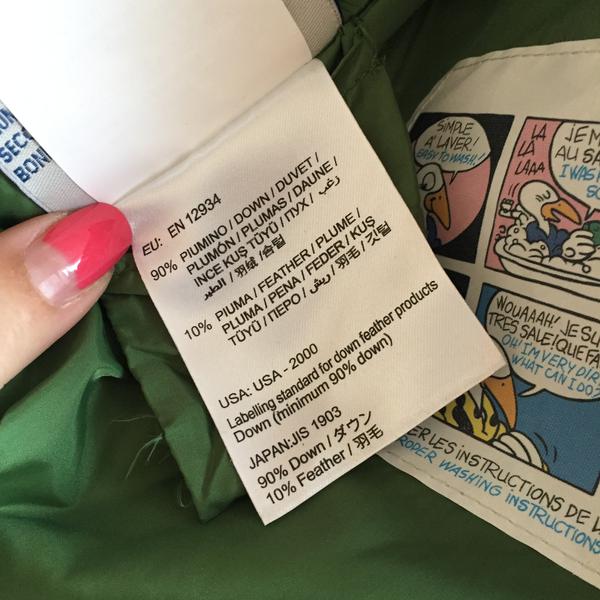 SECO
BON
EU: EN 12934
90% PIUMINO / DOWN / DUVET /
PLUMÓN / PLUMAS / DAUNE /
INCE KUŞ TÜYÜ / ПУХ / زغب
الطير / 羽绒 / 솜털
10% PIUMA / FEATHER / PLUME /
PLUMA / PENA / FEDER / KUŞ
TÜYÜ / ПЕРО / ريش / 羽毛 / 깃털
USA: USA - 2000
Labelling standard for down feather products
Down (minimum 90% down)
JAPAN:JIS 1903
90% Down / ダウン
10% Feather / 羽毛
SIMPLE
A' LAVER!
EASY TO WASH!
LA
LA
LAAA
JE M
AU SA
I WAS
WOUAAAH! JE SU
TRES SALE! QUE FA
OH! I'M VERY DIR
WHAT CAN I DO?
ER LES INSTRUCTIONS DE
ROPER WASHING INSTRUCTIONS